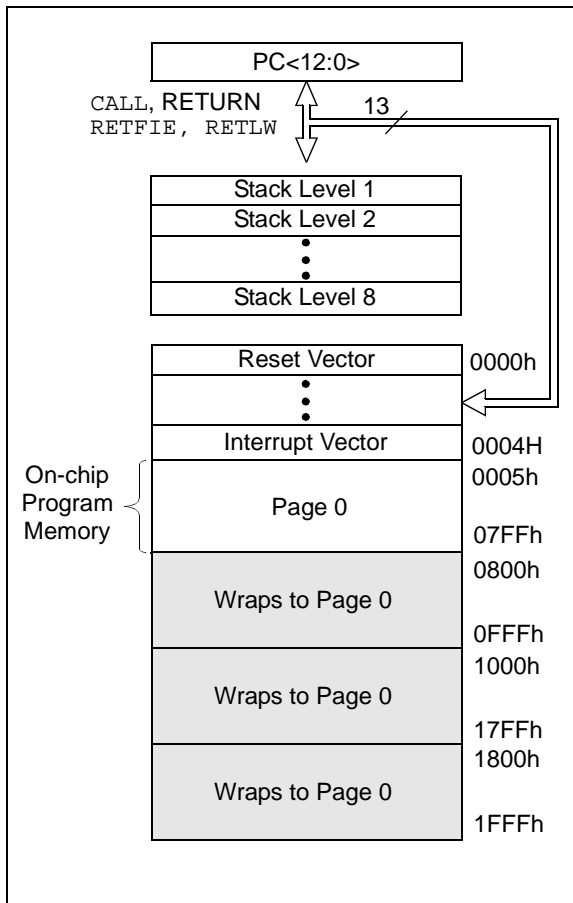 PC<12:0>
CALL, RETURN
RETFIE, RETLW
13
Stack Level 1
Stack Level 2
Stack Level 8
Reset Vector
0000h
Interrupt Vector
0004H
On-chip
Program
Memory
0005h
Page 0
07FFh
0800h
Wraps to Page 0
0FFFh
1000h
Wraps to Page 0
17FFh
1800h
Wraps to Page 0
1FFFh